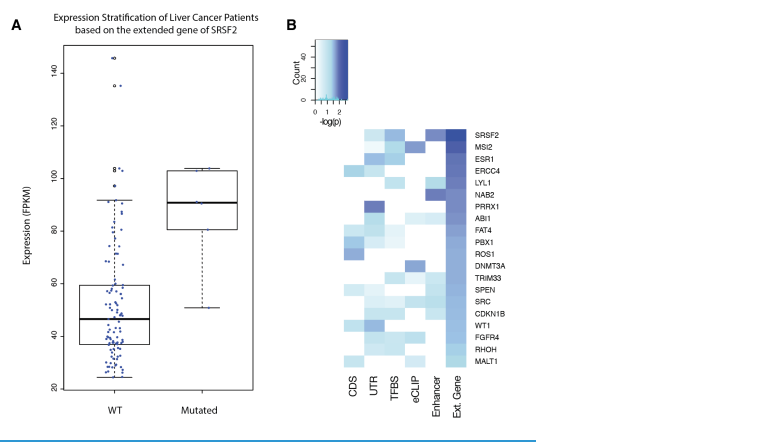 A
Expression Stratification of Liver Cancer Patients
based on the extended gene of SRSF2
Expression (FPKM)
140
120
100
80
60
40
20
WT
Mutated
B
Count
0
20
40
0 1 2
-log(p)
SRSF2
MSI2
ESR1
ERCC4
LYL1
NAB2
PRRX1
ABI1
FAT4
PBX1
ROS1
DNMT3A
TRIM33
SPEN
SRC
CDKN1B
WT1
FGFR4
RHOH
MALT1
CDS
UTR
TFBS
eCLIP
Enhancer
Ext. Gene